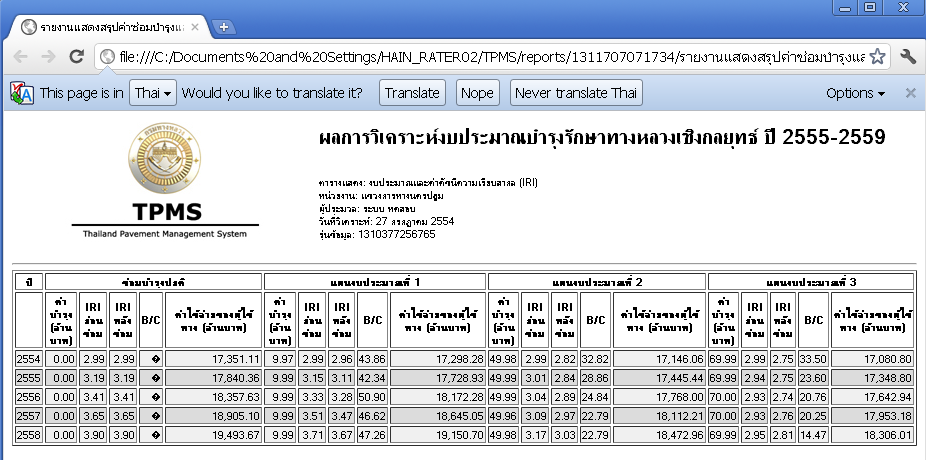 รายงานแสดงสรุปค่าซ่อมบำรุงแล
file:///C:/Documents%20and%20Settings/HAIN_RATER02/TPMS/reports/1311707071734/รายงานแสดงสรุปค่าซ่อมบำรุงแล
This page is in Thai Would you like to translate it? Translate Nope Never translate Thai Options
ผลการวิเคราะห์งบประมาณบำรุงรักษาทางหลวงเชิงกลยุทธ์ ปี 2555-2559
ตารางแสดง: งบประมาณและค่าดัชนีความเรียบสากล (IRI)
หน่วยงาน: แขวงการทางนครปฐม
ผู้ประมวล: ระบบ ทดสอบ
วันที่วิเคราะห์: 27 กรกฎาคม 2554
รุ่นข้อมูล: 1310377256765
TPMS
Thailand Pavement Management System
ปี ซ่อมบำรุงปกติ แผนงบประมาณที่ 1 แผนงบประมาณที่ 2 แผนงบประมาณที่ 3
ค่า บำรุง (ล้าน บาท) IRI ก่อน ซ่อม IRI หลัง ซ่อม B/C ค่าใช้จ่ายของผู้ใช้ ทาง (ล้านบาท) ค่า บำรุง (ล้าน บาท) IRI ก่อน ซ่อม IRI หลัง ซ่อม B/C ค่าใช้จ่ายของผู้ใช้ ทาง (ล้านบาท) ค่า บำรุง (ล้าน บาท) IRI ก่อน ซ่อม IRI หลัง ซ่อม B/C ค่าใช้จ่ายของผู้ใช้ ทาง (ล้านบาท) ค่า บำรุง (ล้าน บาท) IRI ก่อน ซ่อม IRI หลัง ซ่อม B/C ค่าใช้จ่ายของผู้ใช้ ทาง (ล้านบาท)
2554 0.00 2.99 2.99 � 17,351.11 9.97 2.99 2.96 43.86 17,298.28 49.98 2.99 2.82 32.82 17,146.06 69.99 2.99 2.75 33.50 17,080.80
2555 0.00 3.19 3.19 � 17,840.36 9.99 3.15 3.11 42.34 17,728.93 49.99 3.01 2.84 28.86 17,445.44 69.99 2.94 2.75 23.60 17,348.80
2556 0.00 3.41 3.41 � 18,357.63 9.99 3.33 3.28 50.90 18,172.28 49.99 3.04 2.89 24.84 17,768.00 70.00 2.93 2.74 20.76 17,642.94
2557 0.00 3.65 3.65 � 18,905.10 9.99 3.51 3.47 46.62 18,645.05 49.96 3.09 2.97 22.79 18,112.21 70.00 2.93 2.76 20.25 17,953.18
2558 0.00 3.90 3.90 � 19,493.67 9.99 3.71 3.67 47.26 19,150.70 49.98 3.17 3.03 22.79 18,472.96 69.99 2.95 2.81 14.47 18,306.01